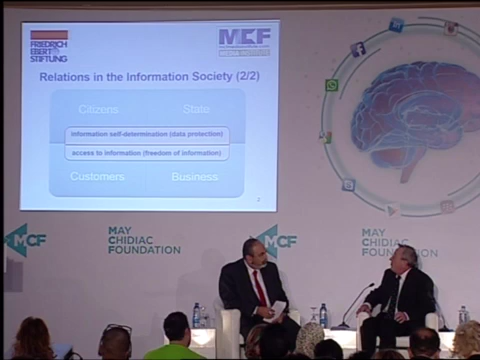 FRIEDRICH
EBERT
STIFTUNG
MCF
Relations in the Information Society (2/2)
Citizens
State
information self-determination (data protection)
access to information (freedom of information)
Customers
Business
2
MCF
MAY
CHIDIAC
FOUNDATION
MCF
MAY
CHIDIAC
FOUNDATION